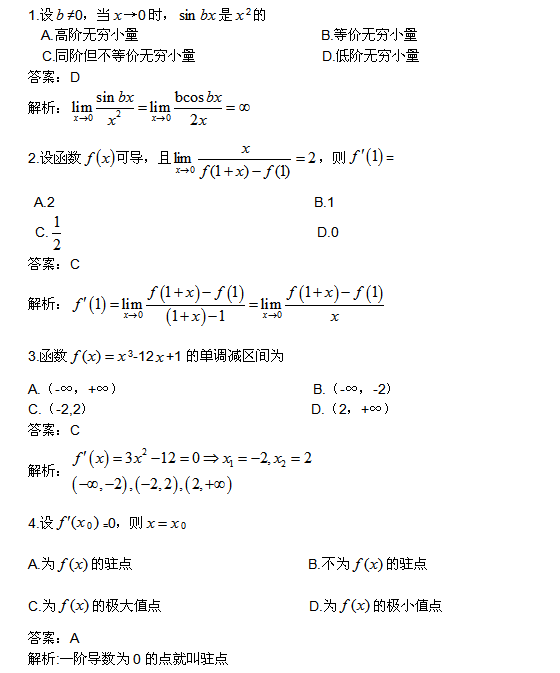 1.设b≠0，当x→0时，sin bx是x²的
A.高阶无穷小量 B.等价无穷小量
C.同阶但不等价无穷小量 D.低阶无穷小量
答案：D
解析：lim_{x→0} sin bx / x² = lim_{x→0} bcos bx / 2x = ∞
2.设函数f(x)可导，且lim_{x→0} x / (f(1+x)−f(1)) = 2，则f′(1)=
A.2 B.1
C. 1/2 D.0
答案：C
解析：f′(1) = lim_{x→0} (f(1+x)−f(1)) / ((1+x)−1) = lim_{x→0} (f(1+x)−f(1)) / x
3.函数f(x)=x³-12x+1的单调减区间为
A.（-∞，+∞） B.（-∞，-2）
C.（-2,2） D.（2，+∞）
答案：C
解析：f′(x)=3x²−12=0⇒x₁=−2,x₂=2
(−∞,−2),(−2,2),(2,+∞)
4.设f′(x₀)=0，则x=x₀
A.为f(x)的驻点 B.不为f(x)的驻点
C.为f(x)的极大值点 D.为f(x)的极小值点
答案：A
解析:一阶导数为0的点就叫驻点